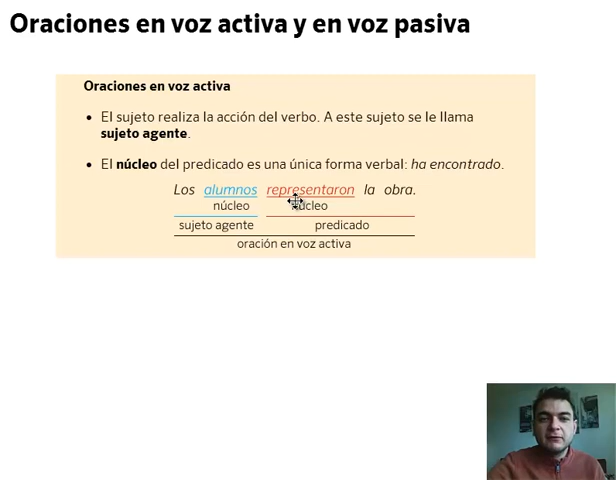 Oraciones en voz activa y en voz pasiva
Oraciones en voz activa
• El sujeto realiza la acción del verbo. A este sujeto se le llama
sujeto agente.
• El núcleo del predicado es una única forma verbal: ha encontrado.
Los alumnos representaron la obra.
núcleo núcleo
sujeto agente predicado
oración en voz activa